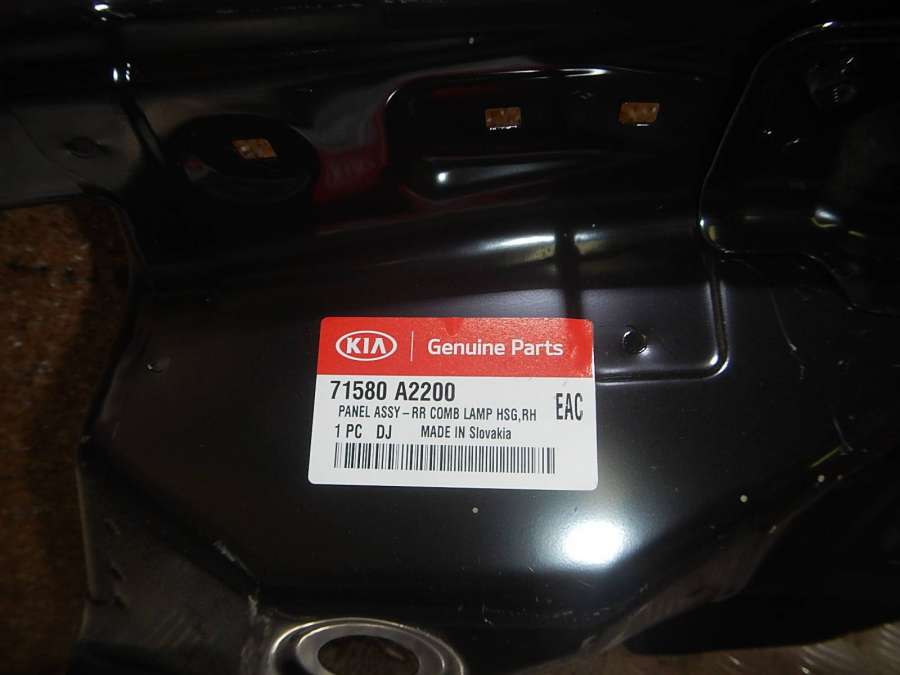 KIA Genuine Parts
71580 A2200
PANEL ASSY-RR COMB LAMP HSG,RH
EAC
1 PC DJ MADE IN Slovakia